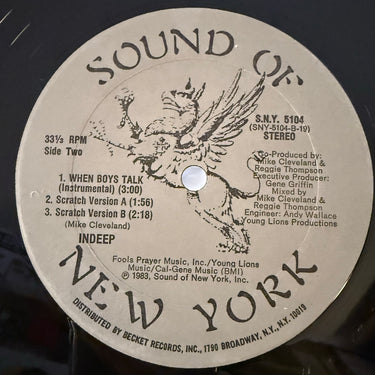 SOUND OF
33⅓ RPM
Side Two
S.N.Y. 5104
(SNY-5104-B-19)
STEREO
1. WHEN BOYS TALK
(Instrumental) (3:00)
2. Scratch Version A (1:56)
3. Scratch Version B (2:18)
(Mike Cleveland)
INDEEP
Co-Produced by:
Mike Cleveland &
Reggie Thompson
Executive Producer:
Gene Griffin
Mixed by
Mike Cleveland &
Reggie Thompson
Engineer: Andy Wallace
Young Lions Productions
Fools Prayer Music, Inc./Young Lions
Music/Cal-Gene Music (BMI)
℗ 1983, Sound of New York, Inc.
NEW YORK
DISTRIBUTED BY BECKET RECORDS, INC., 1790 BROADWAY, N.Y., N.Y. 10019